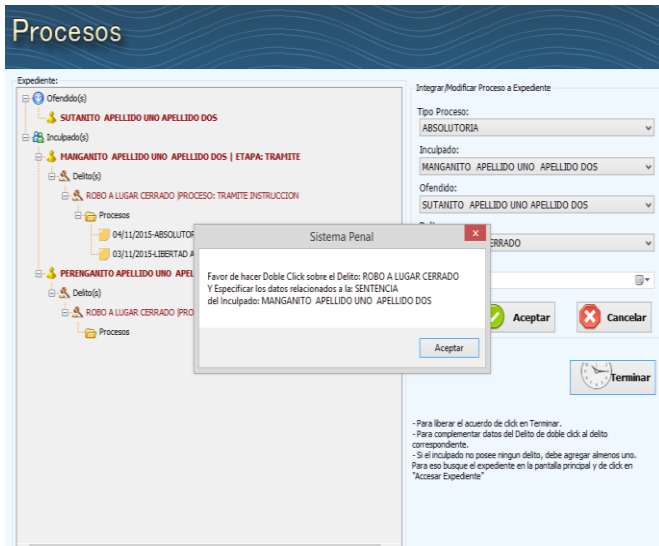 Procesos
Expediente:
Ofendido(s)
SUTANITO APELLIDO UNO APELLIDO DOS
Inculpado(s)
MANGANITO APELLIDO UNO APELLIDO DOS | ETAPA: TRAMITE
Delito(s)
ROBO A LUGAR CERRADO |PROCESO: TRAMITE INSTRUCCION
Procesos
04/11/2015-ABSOLUTOR
03/11/2015-LIBERTAD A
PERENGANITO APELLIDO UNO APEL
Delito(s)
ROBO A LUGAR CERRADO |PRO
Procesos
Integrar/Modificar Proceso a Expediente
Tipo Proceso:
ABSOLUTORIA
Inculpado:
MANGANITO APELLIDO UNO APELLIDO DOS
Ofendido:
SUTANITO APELLIDO UNO APELLIDO DOS
ERRADO
Sistema Penal
Favor de hacer Doble Click sobre el Delito: ROBO A LUGAR CERRADO
Y Especificar los datos relacionados a la: SENTENCIA
del Inculpado: MANGANITO APELLIDO UNO APELLIDO DOS
Aceptar
Aceptar
Cancelar
Terminar
- Para liberar el acuerdo de click en Terminar.
- Para complementar datos del Delito de doble click al delito
correspondiente.
- Si el inculpado no posee ningun delito, debe agregar almenos uno.
Para eso busque el expediente en la pantalla principal y de click en
"Accesar Expediente"